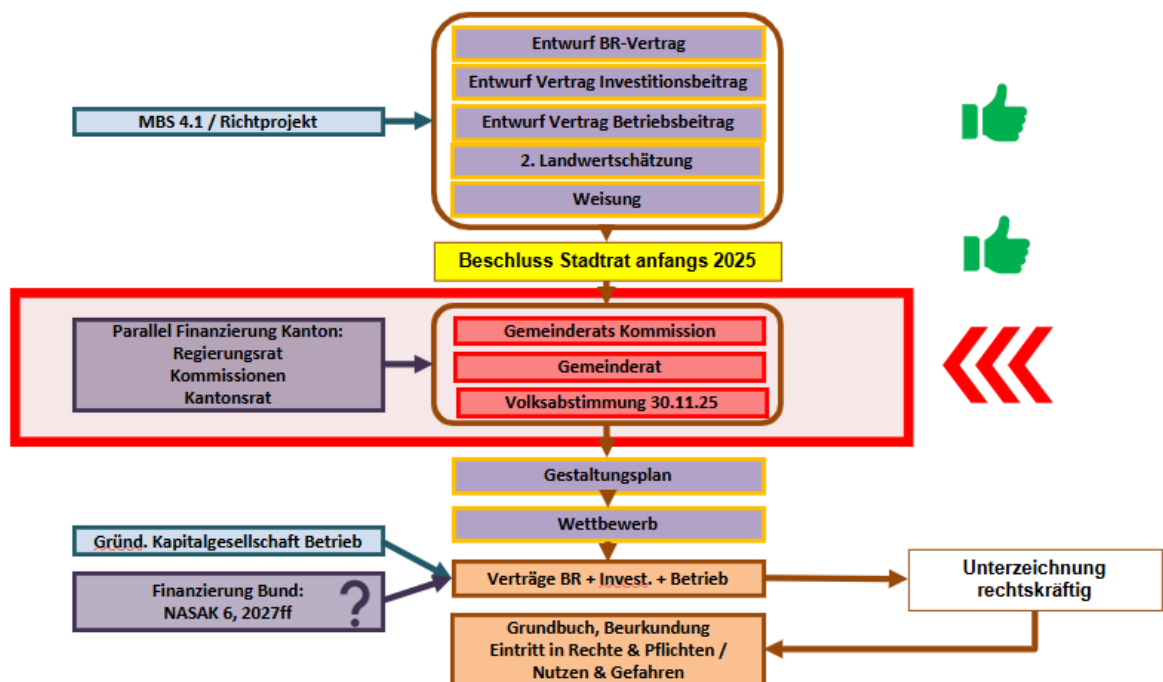 Entwurf BR-Vertrag
Entwurf Vertrag Investitionsbeitrag
MBS 4.1 / Richtprojekt
Entwurf Vertrag Betriebsbeitrag
2. Landwertschätzung
Weisung
Beschluss Stadtrat anfangs 2025
Parallel Finanzierung Kanton:
Regierungsrat
Kommissionen
Kantonsrat
Gemeinderats Kommission
Gemeinderat
Volksabstimmung 30.11.25
Gestaltungsplan
Wettbewerb
Gründ. Kapitalgesellschaft Betrieb
Finanzierung Bund:
NASAK 6, 2027ff
?
Verträge BR + Invest. + Betrieb
Unterzeichnung
rechtskräftig
Grundbuch, Beurkundung
Eintritt in Rechte & Pflichten /
Nutzen & Gefahren